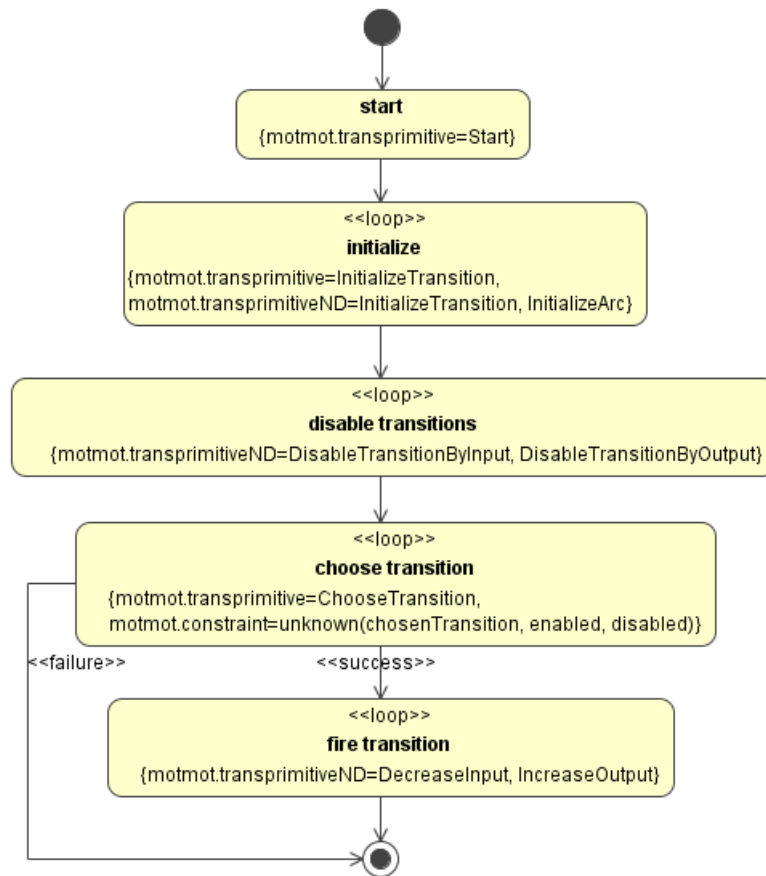 start
{motmot.transprimitive=Start}
<<loop>>
initialize
{motmot.transprimitive=InitializeTransition,
motmot.transprimitiveND=InitializeTransition, InitializeArc}
<<loop>>
disable transitions
{motmot.transprimitiveND=DisableTransitionByInput, DisableTransitionByOutput}
<<loop>>
choose transition
{motmot.transprimitive=ChooseTransition,
motmot.constraint=unknown(chosenTransition, enabled, disabled)}
<<failure>>
<<success>>
<<loop>>
fire transition
{motmot.transprimitiveND=DecreaseInput, IncreaseOutput}